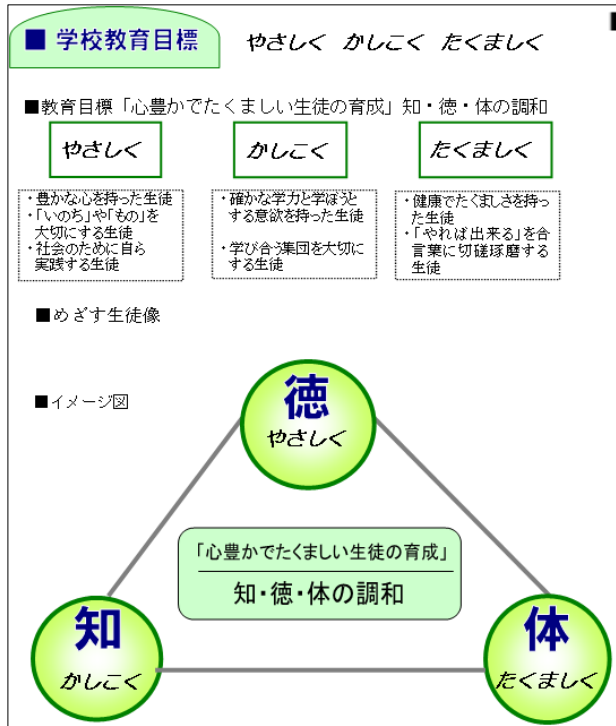 ■ 学校教育目標 やさしく かしこく たくましく
■教育目標「心豊かでたくましい生徒の育成」知・徳・体の調和
やさしく
・豊かな心を持った生徒
・「いのち」や「もの」を
大切にする生徒
・社会のために自ら
実践する生徒
かしこく
・確かな学力と学ぼうと
する意欲を持った生徒
・学び合う集団を大切に
する生徒
たくましく
・健康でたくましさを持っ
た生徒
・「やれば出来る」を合
言葉に切磋琢磨する
生徒
■めざす生徒像
■イメージ図
徳
やさしく
「心豊かでたくましい生徒の育成」
知・徳・体の調和
知
かしこく
体
たくましく